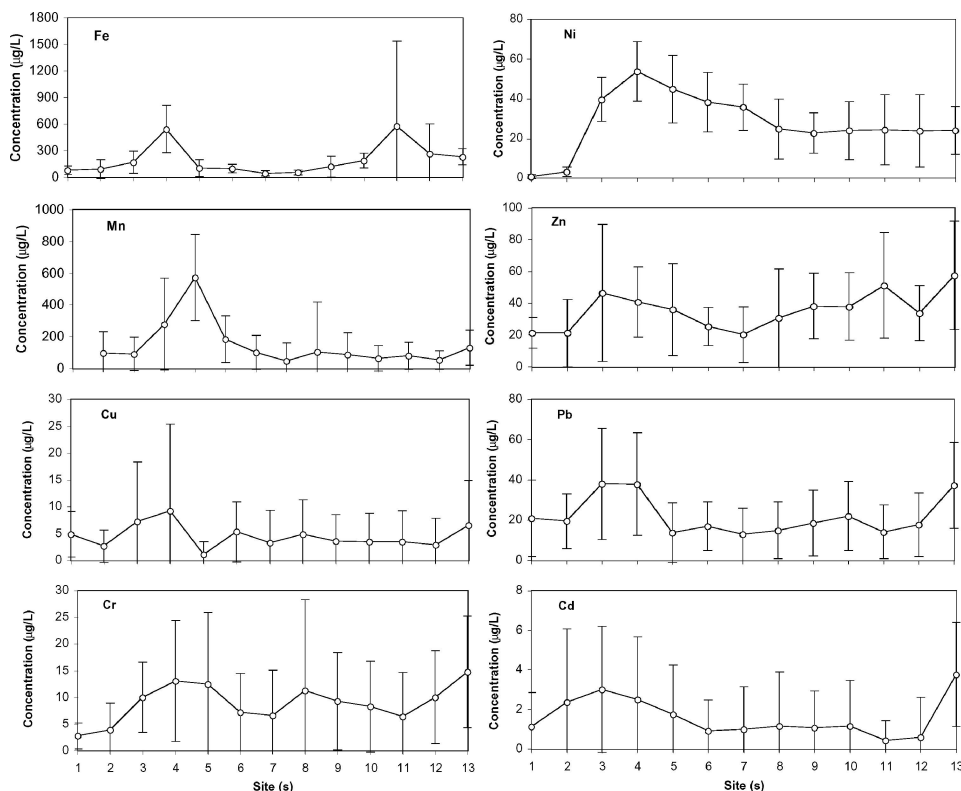 Fe
Concentration (µg/L)
1800
1500
1200
900
600
300
0
Ni
Concentration (µg/L)
80
60
40
20
0
Mn
Concentration (µg/L)
1000
800
600
400
200
0
Zn
Concentration (µg/L)
100
80
60
40
20
0
Cu
Concentration (µg/L)
30
25
20
15
10
5
0
Pb
Concentration (µg/L)
80
60
40
20
0
Cr
Concentration (µg/L)
30
25
20
15
10
5
0
1 2 3 4 5 6 7 8 9 10 11 12 13
Site (s)
Cd
Concentration (µg/L)
8
6
4
2
0
1 2 3 4 5 6 7 8 9 10 11 12 13
Site (s)